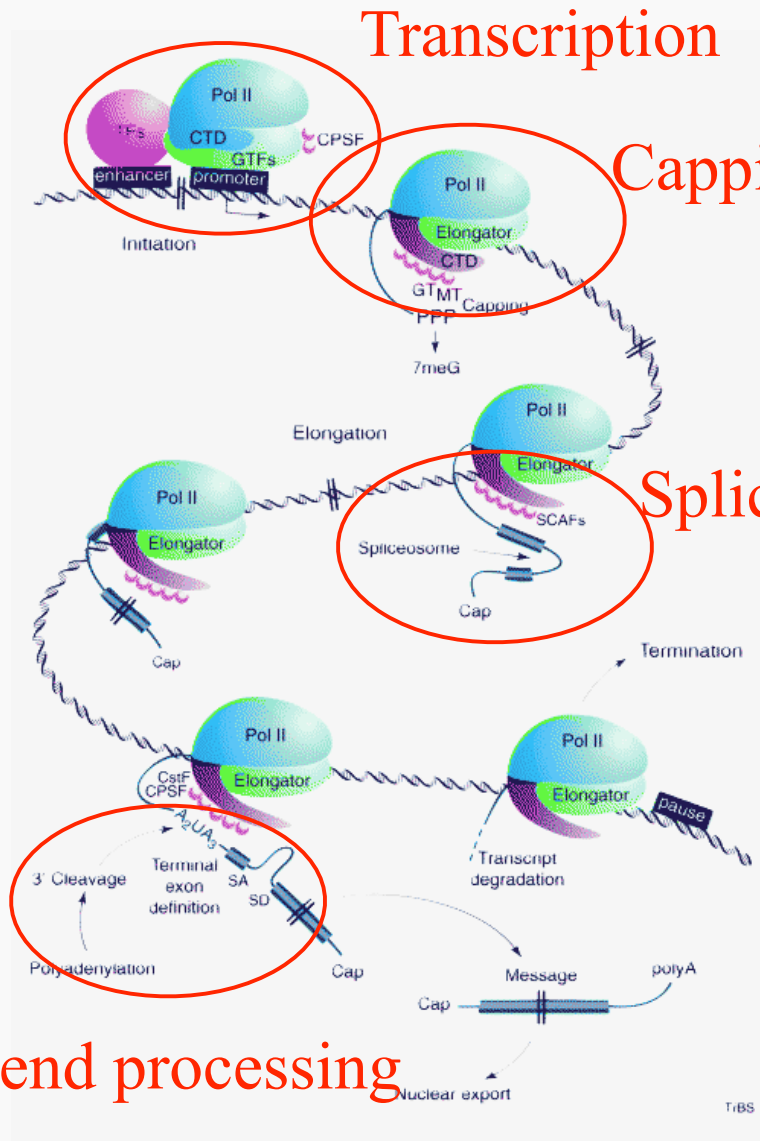 Transcription
Pol II
TFs
CTD
CPSF
GTFs
enhancer
promoter
Initiation
Cappi
Pol II
Elongator
CTD
GT MT
Capping
PPP
7meG
Elongation
Pol II
Elongator
Splic
SCAFs
Spliceosome
Cap
Pol II
Elongator
Cap
Termination
Pol II
Elongator
CstF
CPSF
A2UA3
3' Cleavage
Terminal
exon
definition
SA
SD
Polyadenylation
Cap
Pol II
Elongator
pause
Transcript
degradation
Message
polyA
Cap
end processing
Nuclear export
TiBS